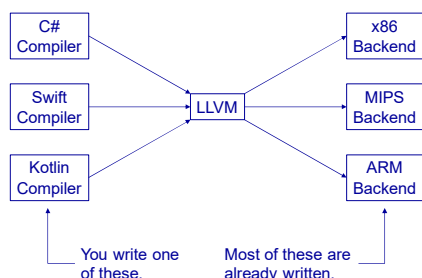 C#
Compiler
x86
Backend
Swift
Compiler
LLVM
MIPS
Backend
Kotlin
Compiler
ARM
Backend
You write one
of these.
Most of these are
already written.